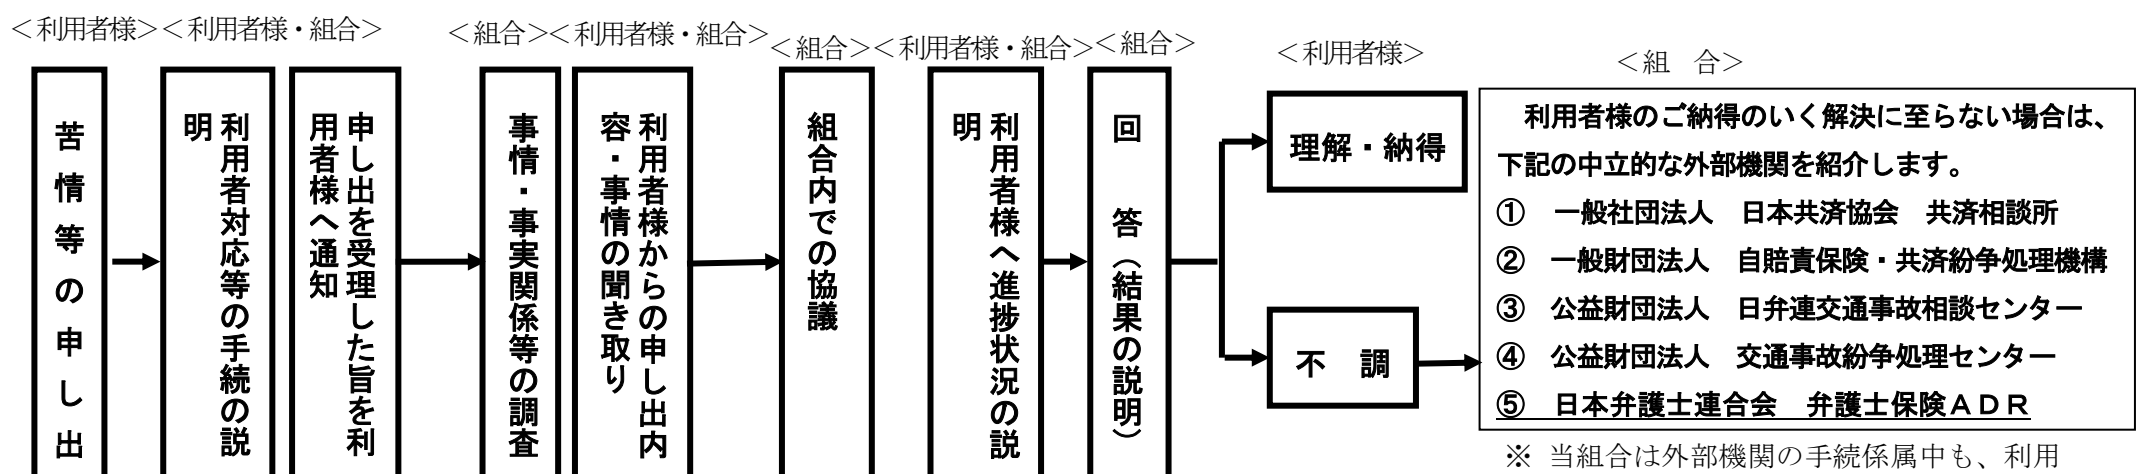 ＜利用者様＞＜利用者様・組合＞
＜組合＞＜利用者様・組合＞
＜組合＞＜利用者様・組合＞
＜組合＞
＜利用者様＞
＜組　合＞
苦情等の申し出
利用者対応等の手続の説
明
申し出を受理した旨を利
用者様へ通知
事情・事実関係等の調査
利用者様からの申し出内
容・事情の聞き取り
組合内での協議
利用者様へ進捗状況の説
明
回　答（結果の説明）
理解・納得
不　調
利用者様のご納得のいく解決に至らない場合は、
下記の中立的な外部機関を紹介します。
①　一般社団法人　日本共済協会　共済相談所
②　一般財団法人　自賠責保険・共済紛争処理機構
③　公益財団法人　日弁連交通事故相談センター
④　公益財団法人　交通事故紛争処理センター
⑤　日本弁護士連合会　弁護士保険ＡＤＲ
※ 当組合は外部機関の手続係属中も、利用